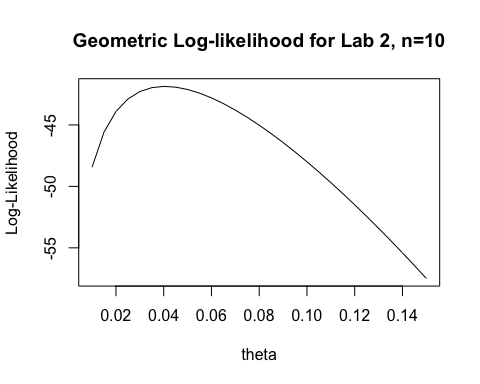 Geometric Log-likelihood for Lab 2, n=10
Log-Likelihood
-45
-50
-55
0.02 0.04 0.06 0.08 0.10 0.12 0.14
theta